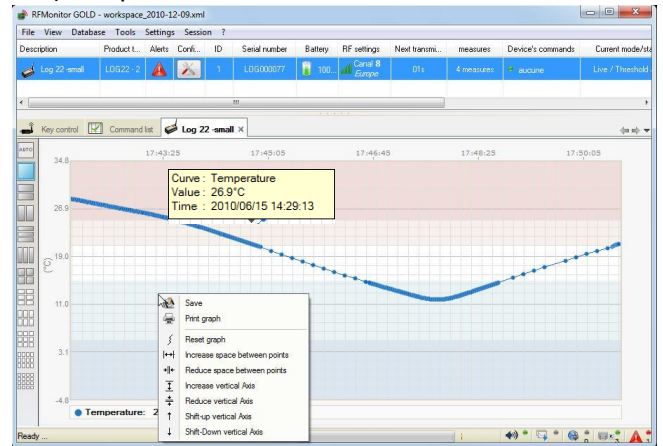 RFMonitor GOLD - workspace_2010-12-09.xml
File View Database Tools Settings Session ?
Description Product t... Alerts Confi... ID Serial number Battery RF settings Next transmi... measures Device's commands Current mode/sta
Log 22 -small LOG22 - 2 1 LOG000077 100... Canal 8 Europe 01s 4 measures aucune Live / Threshold
Key control Command list Log 22 -small
AUTO
17:43:25 17:45:05 17:46:45 17:48:25 17:50:05
34.8
Curve : Temperature
Value : 26.9°C
Time : 2010/06/15 14:29:13
26.9
19.0
(°C)
11.0
3.1
-4.8
Save
Print graph
Reset graph
Increase space between points
Reduce space between points
Increase vertical Axis
Reduce vertical Axis
Shift-up vertical Axis
Shift-Down vertical Axis
Temperature: 2
Ready ...